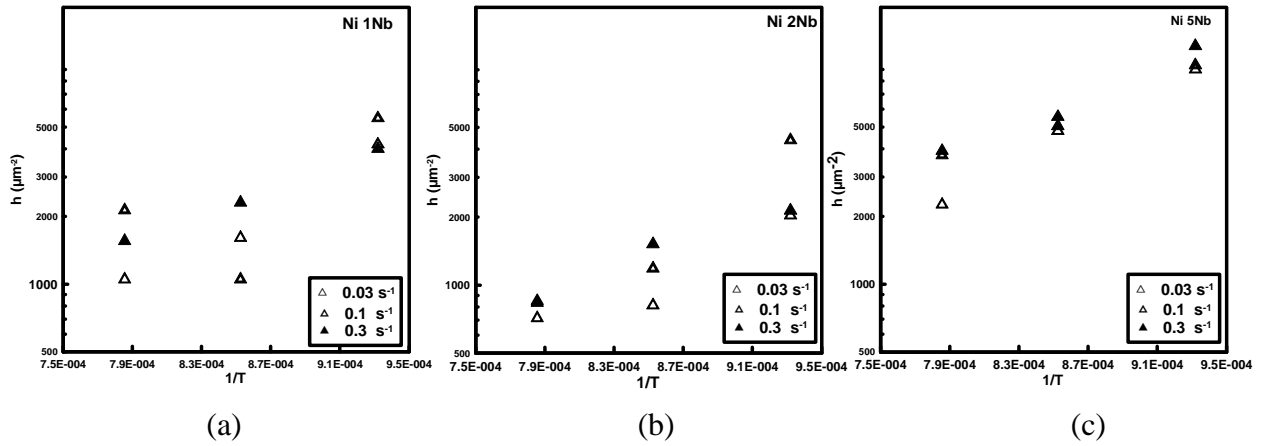 Ni 1Nb
h (µm⁻²)
5000
3000
2000
1000
500
0.03 s⁻¹
0.1 s⁻¹
0.3 s⁻¹
7.5E-004 7.9E-004 8.3E-004 8.7E-004 9.1E-004 9.5E-004
1/T
(a)
Ni 2Nb
h (µm⁻²)
5000
3000
2000
1000
500
0.03 s⁻¹
0.1 s⁻¹
0.3 s⁻¹
7.5E-004 7.9E-004 8.3E-004 8.7E-004 9.1E-004 9.5E-004
1/T
(b)
Ni 5Nb
h (µm⁻²)
5000
3000
2000
1000
500
0.03 s⁻¹
0.1 s⁻¹
0.3 s⁻¹
7.5E-004 7.9E-004 8.3E-004 8.7E-004 9.1E-004 9.5E-004
1/T
(c)